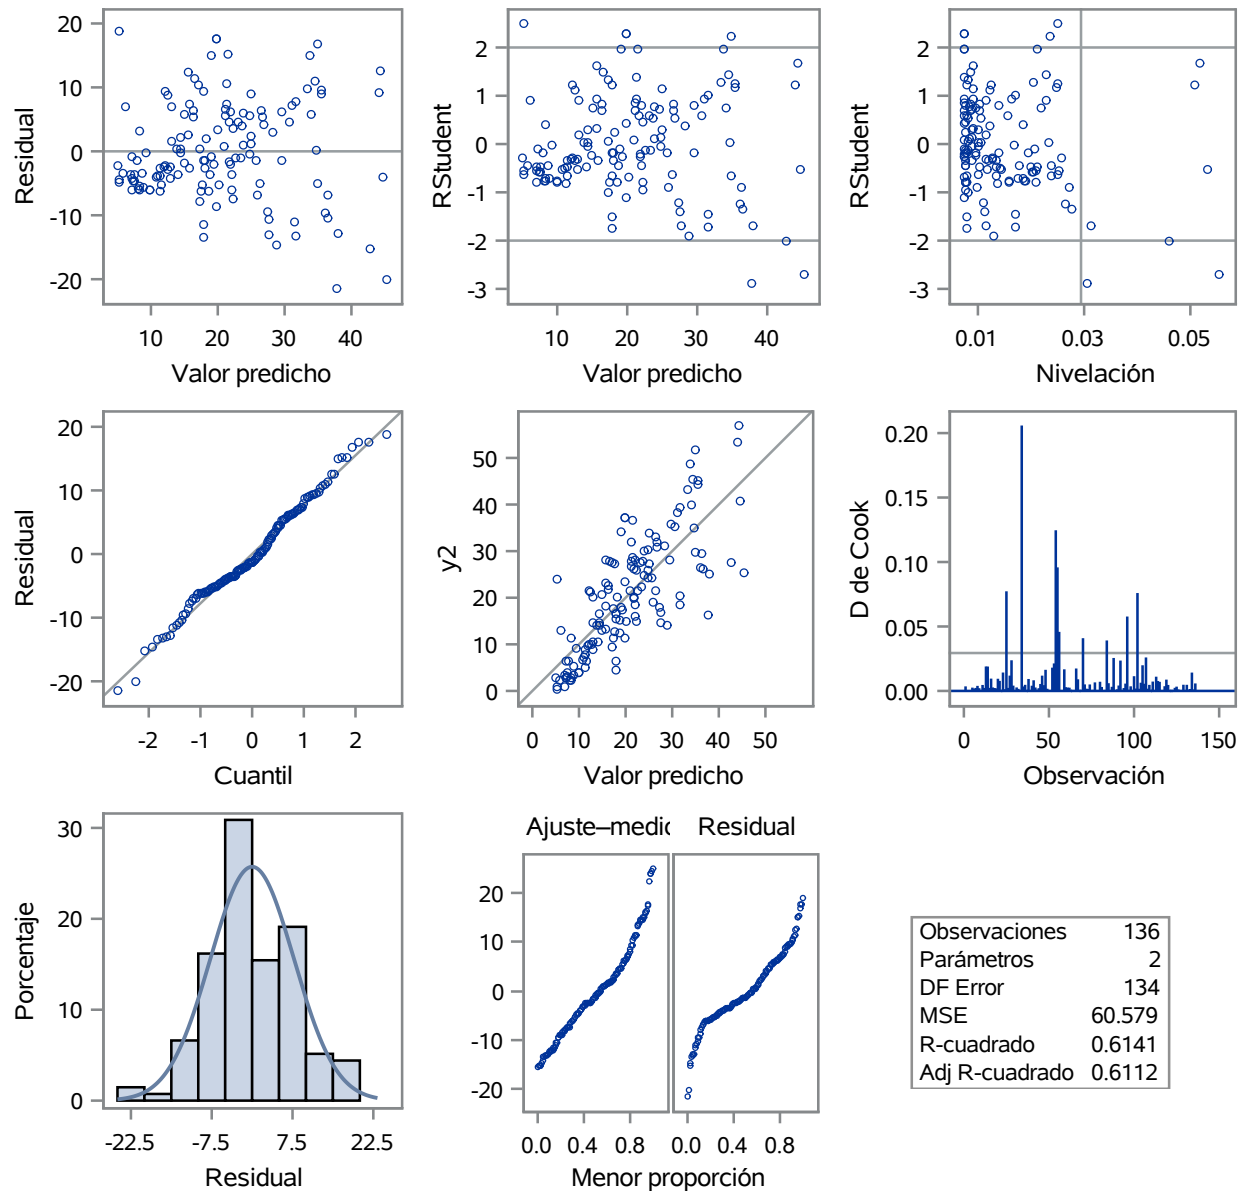 20
10
0
-10
-20
Residual
10 20 30 40
Valor predicho
2
1
0
-1
-2
-3
RStudent
10 20 30 40
Valor predicho
2
1
0
-1
-2
-3
RStudent
0.01 0.03 0.05
Nivelación
20
10
0
-10
-20
Residual
-2 -1 0 1 2
Cuantil
50
40
30
20
10
0
y2
0 10 20 30 40 50
Valor predicho
0.20
0.15
0.10
0.05
0.00
D de Cook
0 50 100 150
Observación
30
20
10
0
Porcentaje
-22.5 -7.5 7.5 22.5
Residual
Ajuste–medic Residual
20
10
0
-10
-20
0.0 0.4 0.8 0.0 0.4 0.8
Menor proporción
Observaciones 136
Parámetros 2
DF Error 134
MSE 60.579
R-cuadrado 0.6141
Adj R-cuadrado 0.6112